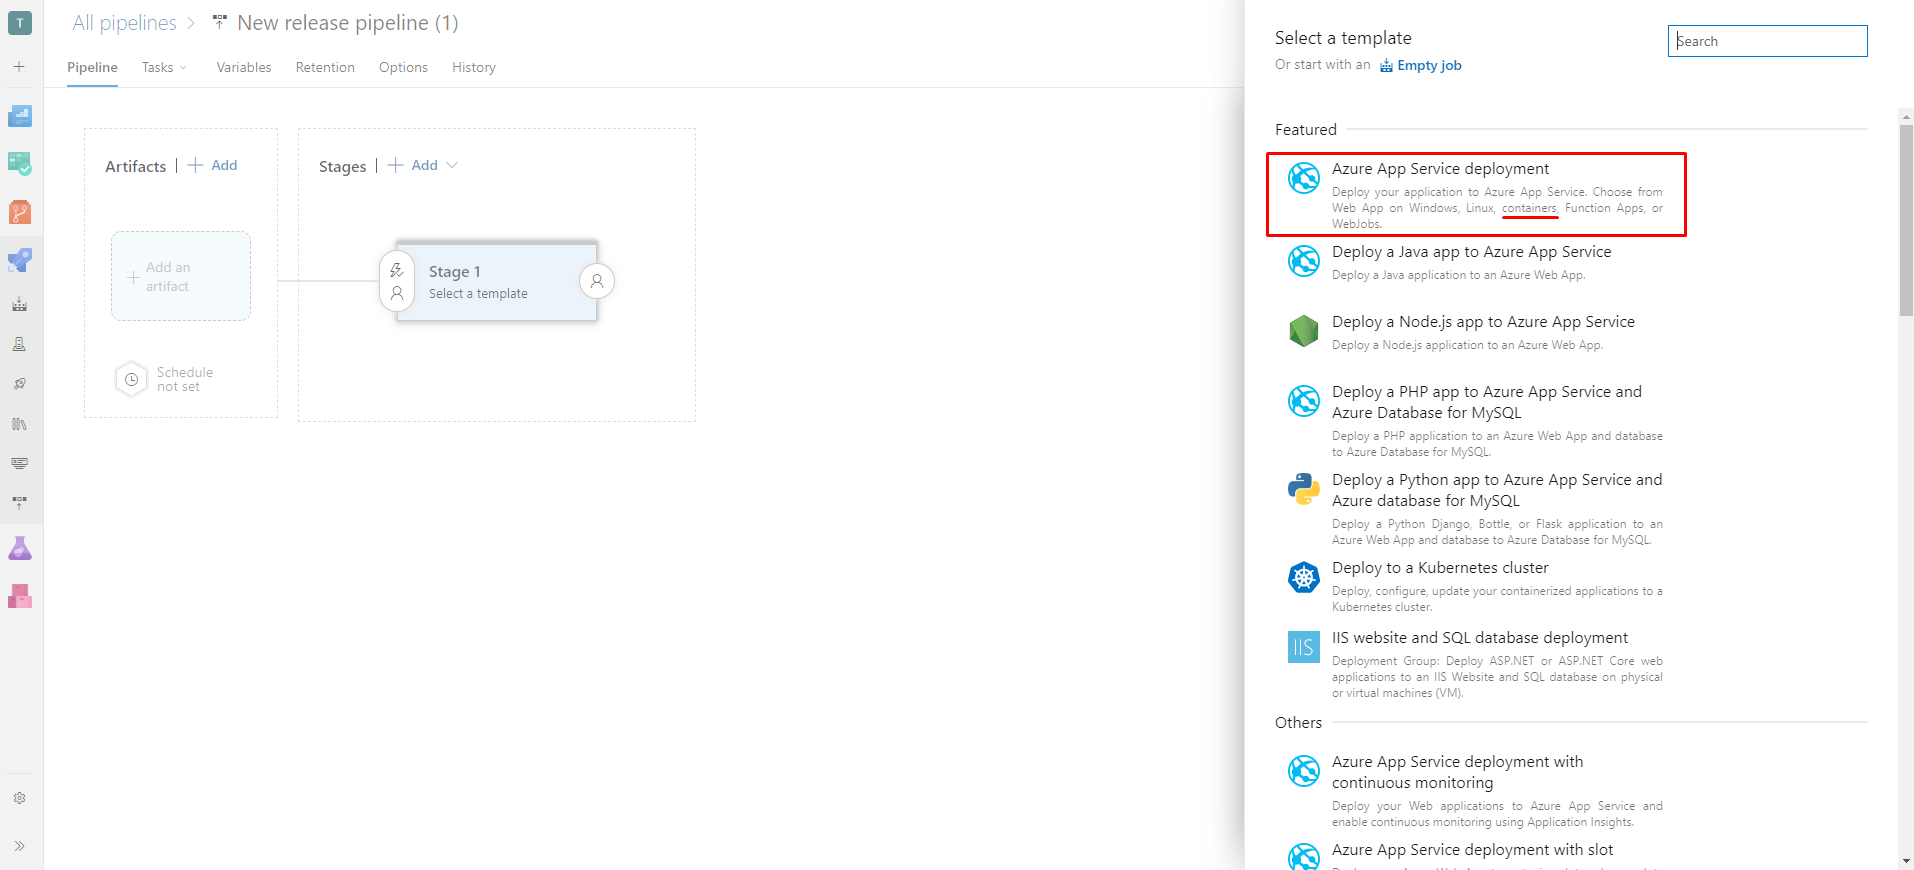 T
All pipelines
New release pipeline (1)
Pipeline
Tasks
Variables
Retention
Options
History
Artifacts
Add
Stages
Add
Add an
artifact
Stage 1
Select a template
Schedule
not set
Select a template
Or start with an
Empty job
Search
Featured
Azure App Service deployment
Deploy your application to Azure App Service. Choose from
Web App on Windows, Linux, containers, Function Apps, or
WebJobs.
Deploy a Java app to Azure App Service
Deploy a Java application to an Azure Web App.
Deploy a Node.js app to Azure App Service
Deploy a Node.js application to an Azure Web App.
Deploy a PHP app to Azure App Service and
Azure Database for MySQL
Deploy a PHP application to an Azure Web App and database
to Azure Database for MySQL.
Deploy a Python app to Azure App Service and
Azure database for MySQL
Deploy a Python Django, Bottle, or Flask application to an
Azure Web App and database to Azure Database for MySQL.
Deploy to a Kubernetes cluster
Deploy, configure, update your containerized applications to a
Kubernetes cluster.
IIS
IIS website and SQL database deployment
Deployment Group: Deploy ASP.NET or ASP.NET Core web
applications to an IIS Website and SQL database on physical
or virtual machines (VM).
Others
Azure App Service deployment with
continuous monitoring
Deploy your Web applications to Azure App Service and
enable continuous monitoring using Application Insights.
Azure App Service deployment with slot